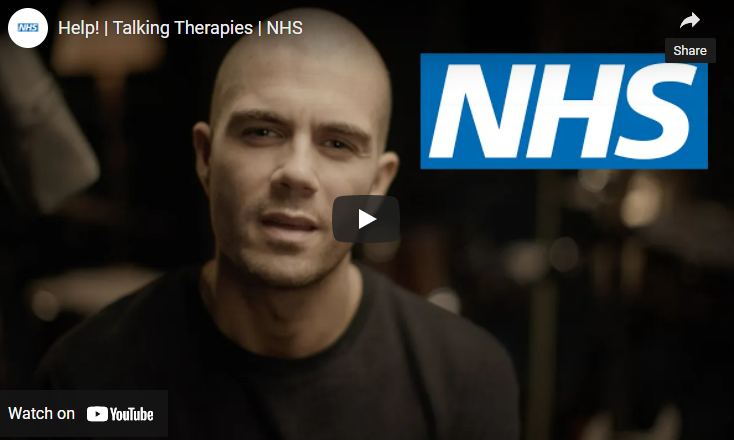 NHS
Help! | Talking Therapies | NHS
Share
NHS
Watch on YouTube